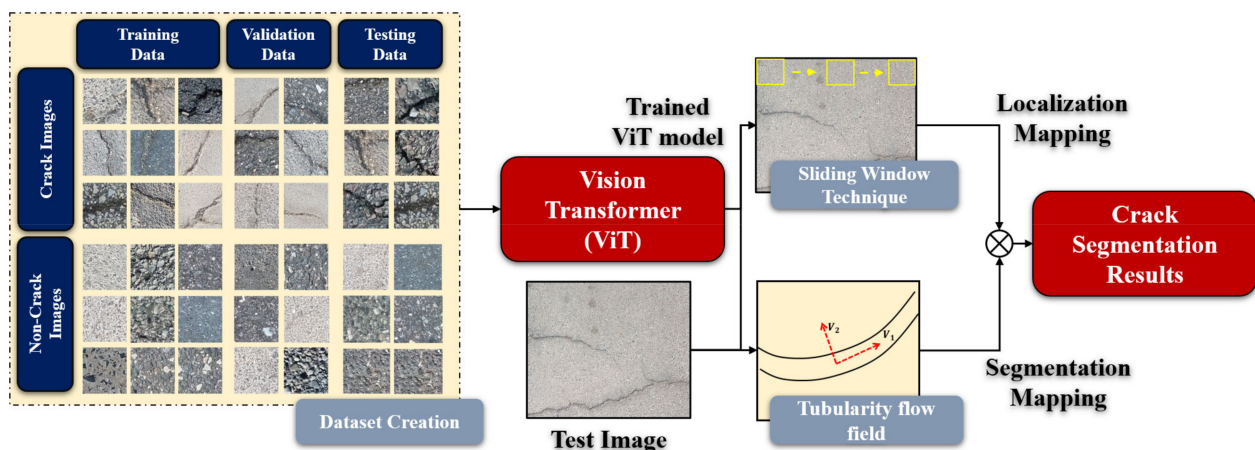 Training
Data
Validation
Data
Testing
Data
Crack Images
Non-Crack
Images
Dataset Creation
Vision
Transformer
(ViT)
Trained
ViT model
Test Image
Sliding Window
Technique
V₂
V₁
Tubularity flow
field
Localization
Mapping
Segmentation
Mapping
Crack
Segmentation
Results